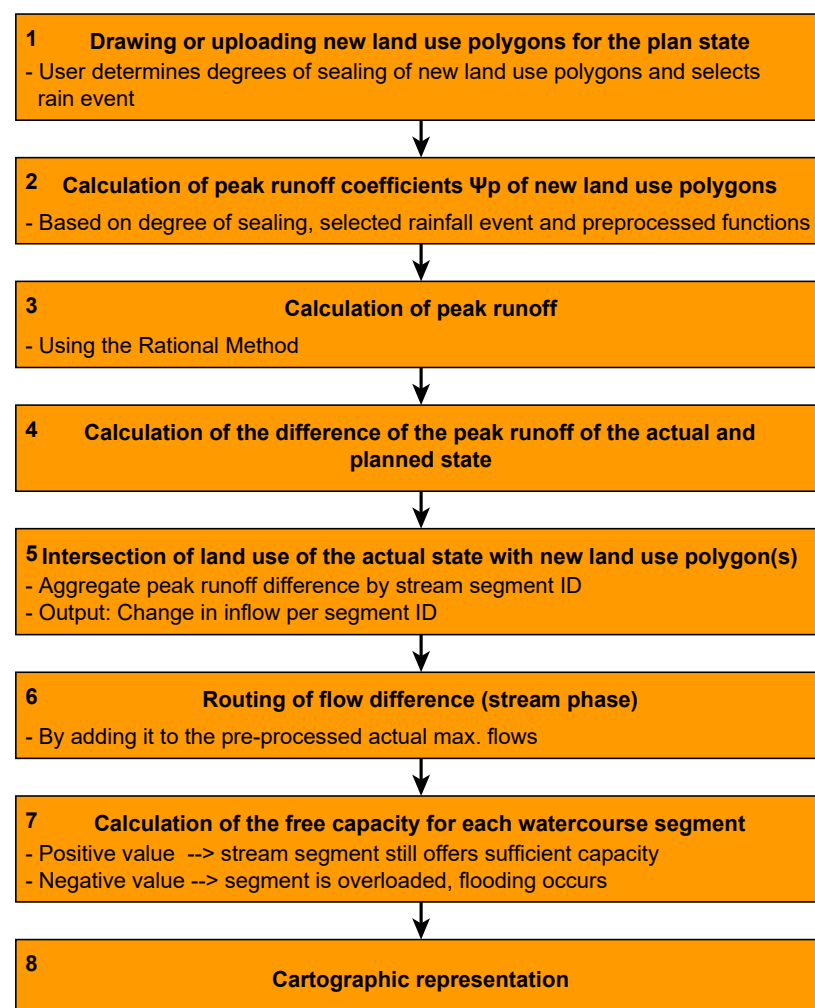 1 Drawing or uploading new land use polygons for the plan state
- User determines degrees of sealing of new land use polygons and selects
rain event
2 Calculation of peak runoff coefficients Ψp of new land use polygons
- Based on degree of sealing, selected rainfall event and preprocessed functions
3 Calculation of peak runoff
- Using the Rational Method
4 Calculation of the difference of the peak runoff of the actual and
planned state
5 Intersection of land use of the actual state with new land use polygon(s)
- Aggregate peak runoff difference by stream segment ID
- Output: Change in inflow per segment ID
6 Routing of flow difference (stream phase)
- By adding it to the pre-processed actual max. flows
7 Calculation of the free capacity for each watercourse segment
- Positive value --> stream segment still offers sufficient capacity
- Negative value --> segment is overloaded, flooding occurs
8 Cartographic representation